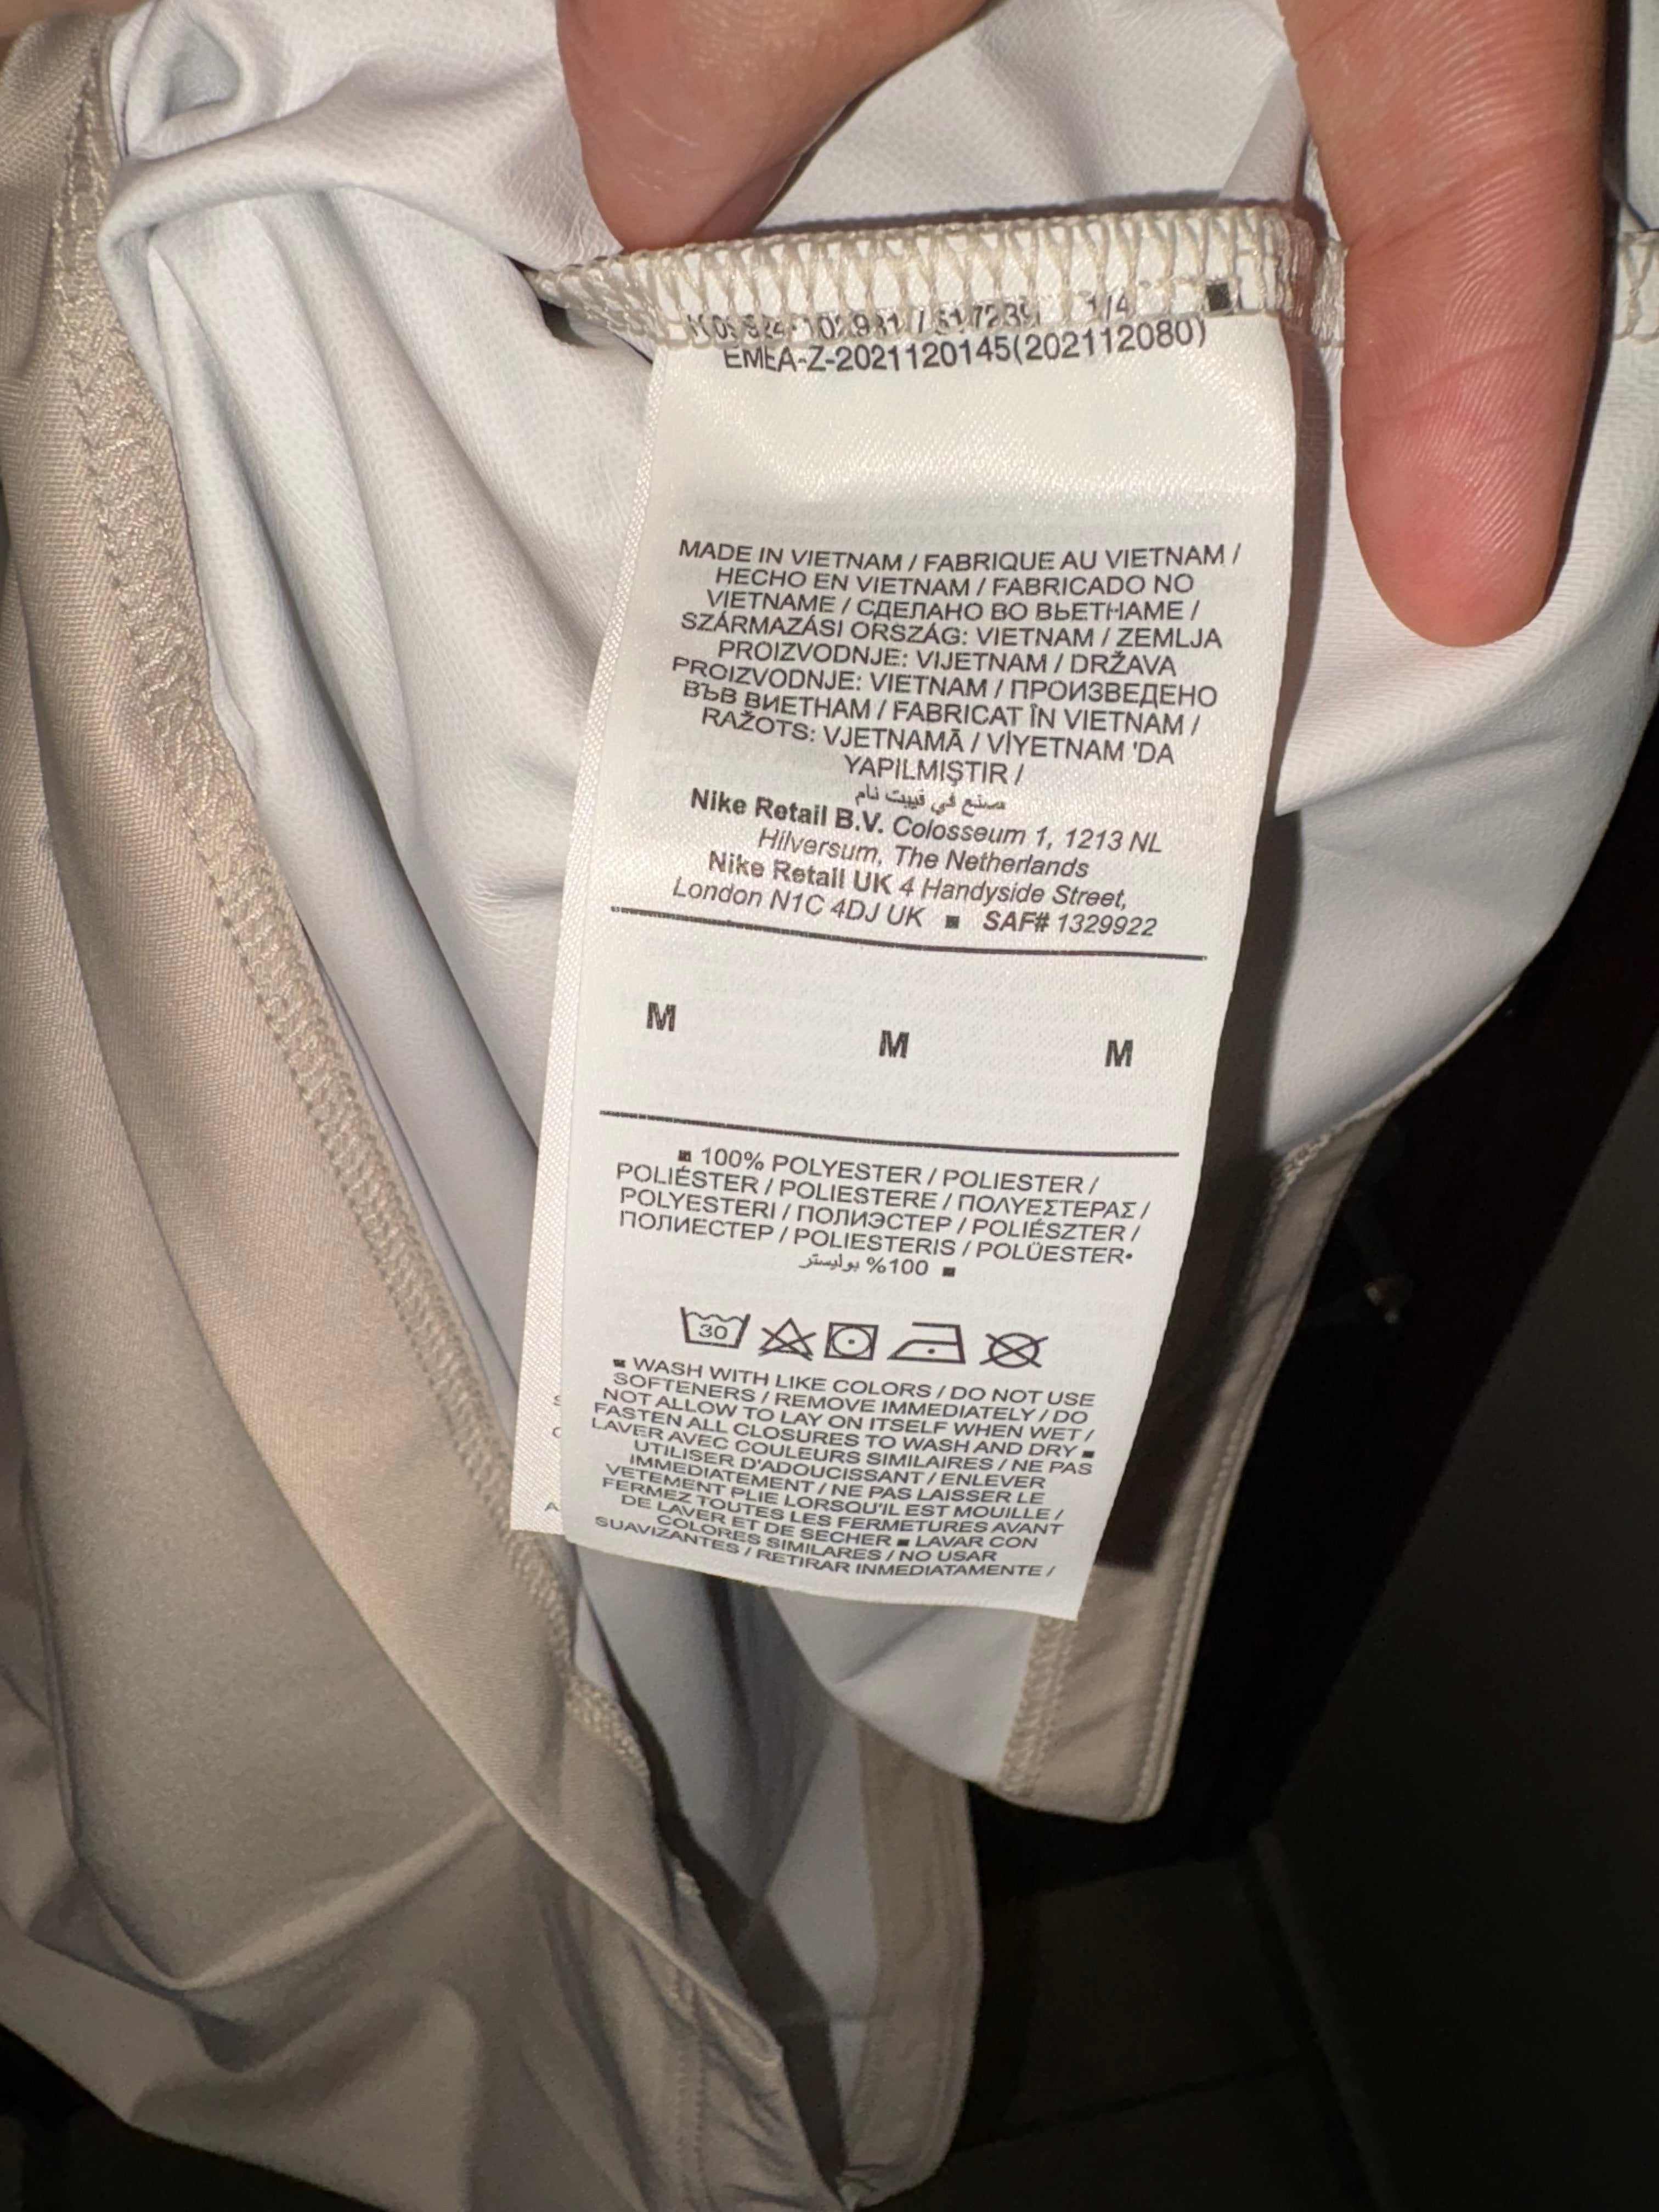 1/4
EMEA-Z-2021120145(202112080)
MADE IN VIETNAM / FABRIQUE AU VIETNAM /
HECHO EN VIETNAM / FABRICADO NO
VIETNAME / СДЕЛАНО ВО ВЬЕТНАМЕ /
SZÁRMAZÁSI ORSZÁG: VIETNAM / ZEMLJA
PROIZVODNJE: VIJETNAM / DRŽAVA
PROIZVODNJE: VIETNAM / ПРОИЗВЕДЕНО
ВЪВ ВИЕТНАМ / FABRICAT ÎN VIETNAM /
RAŽOTS: VJETNAMĀ / VİYETNAM 'DA
YAPILMIŞTIR /
صنع في فييت نام
Nike Retail B.V. Colosseum 1, 1213 NL
Hilversum, The Netherlands
Nike Retail UK 4 Handyside Street,
London N1C 4DJ UK ■ SAF# 1329922
M M M
■ 100% POLYESTER / POLIESTER /
POLIÉSTER / POLIESTERE / ΠΟΛΥΕΣΤΕΡΑΣ /
POLYESTERI / ПОЛИЭСТЕР / POLIÉSZTER /
ПОЛИЕСТЕР / POLIESTERIS / POLÜESTER•
■ 100% بوليستر
30
■ WASH WITH LIKE COLORS / DO NOT USE
SOFTENERS / REMOVE IMMEDIATELY / DO
NOT ALLOW TO LAY ON ITSELF WHEN WET /
FASTEN ALL CLOSURES TO WASH AND DRY ■
LAVER AVEC COULEURS SIMILAIRES / NE PAS
UTILISER D'ADOUCISSANT / ENLEVER
IMMEDIATEMENT / NE PAS LAISSER LE
VETEMENT PLIE LORSQU'IL EST MOUILLE /
FERMEZ TOUTES LES FERMETURES AVANT
DE LAVER ET DE SECHER ■ LAVAR CON
COLORES SIMILARES / NO USAR
SUAVIZANTES / RETIRAR INMEDIATAMENTE /